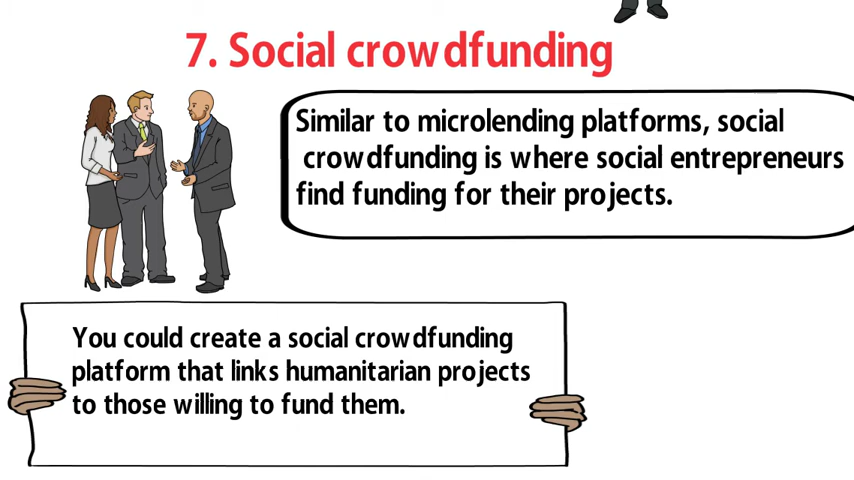 7. Social crowdfunding
Similar to microlending platforms, social
crowdfunding is where social entrepreneurs
find funding for their projects.
You could create a social crowdfunding
platform that links humanitarian projects
to those willing to fund them.